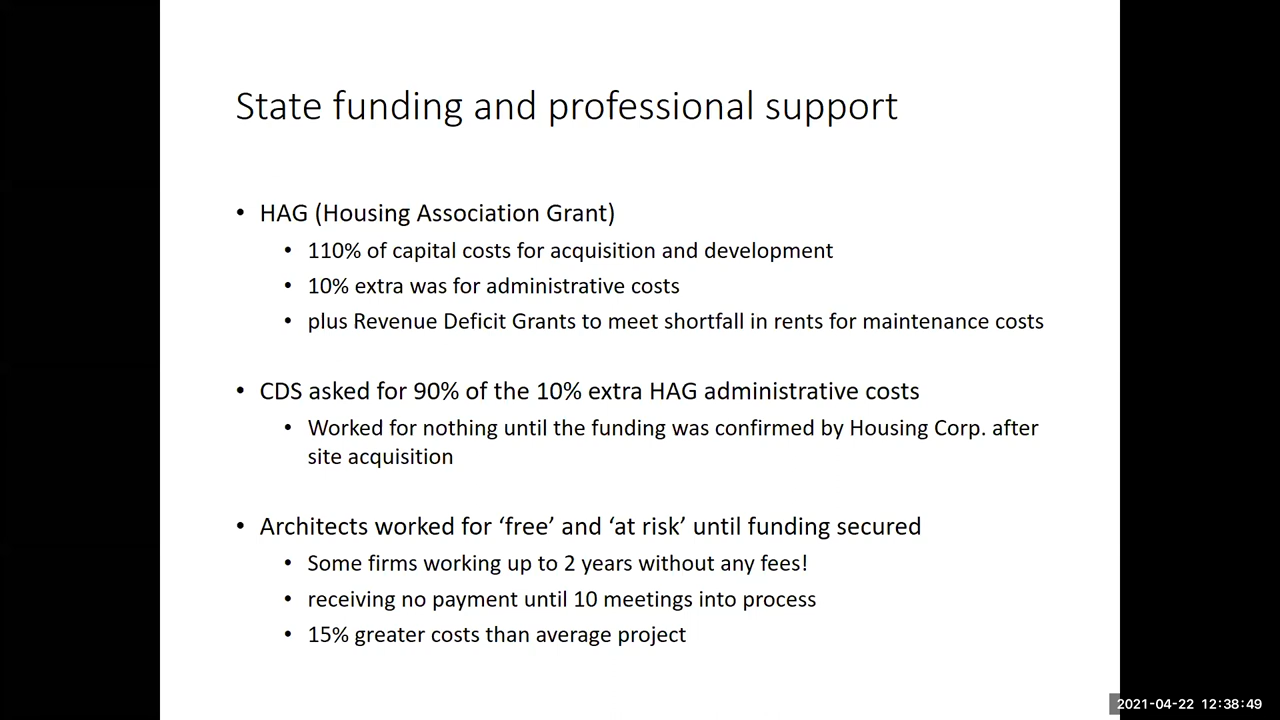 State funding and professional support
• HAG (Housing Association Grant)
• 110% of capital costs for acquisition and development
• 10% extra was for administrative costs
• plus Revenue Deficit Grants to meet shortfall in rents for maintenance costs
• CDS asked for 90% of the 10% extra HAG administrative costs
• Worked for nothing until the funding was confirmed by Housing Corp. after
site acquisition
• Architects worked for ‘free’ and ‘at risk’ until funding secured
• Some firms working up to 2 years without any fees!
• receiving no payment until 10 meetings into process
• 15% greater costs than average project
2021-04-22 12:38:49